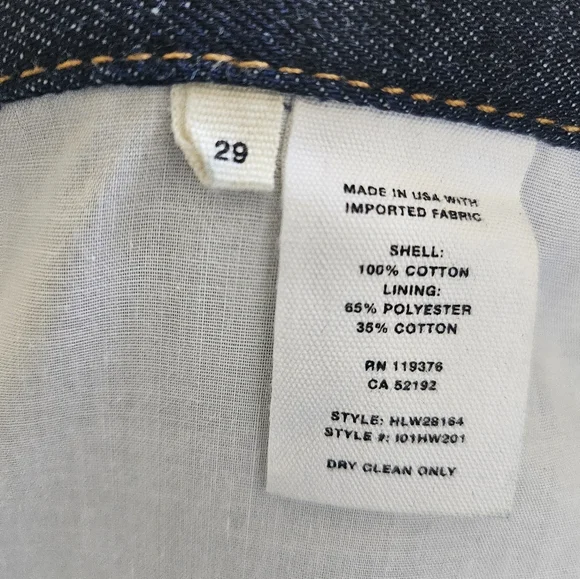 29
MADE IN USA WITH
IMPORTED FABRIC
SHELL:
100% COTTON
LINING:
65% POLYESTER
35% COTTON
RN 119376
CA 52192
STYLE: HLW28164
STYLE #: I01HW201
DRY CLEAN ONLY